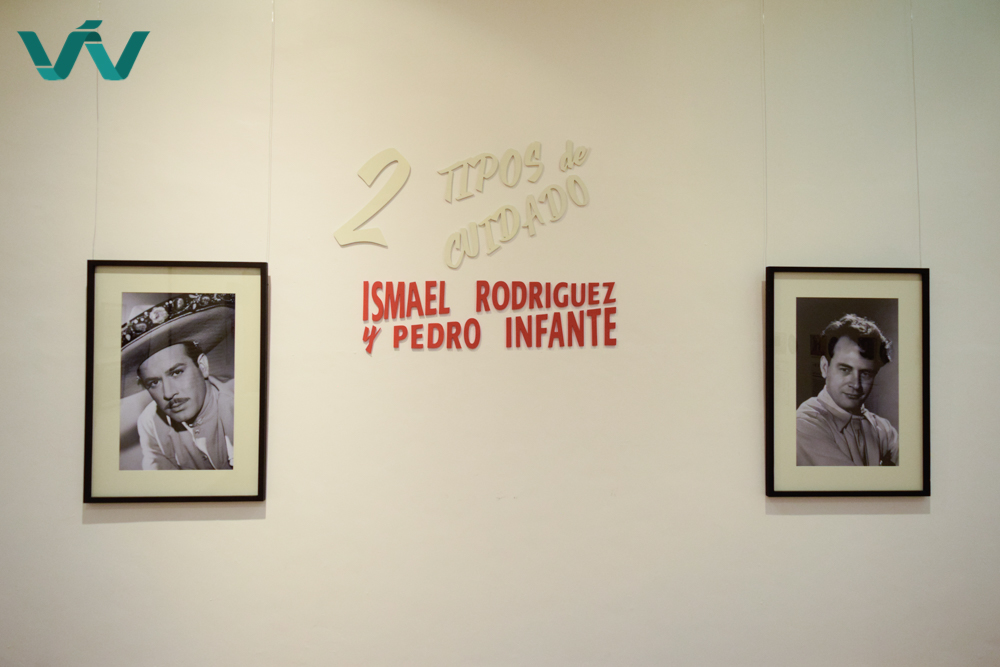 2 TIPOS de
CUIDADO
ISMAEL RODRIGUEZ
y PEDRO INFANTE